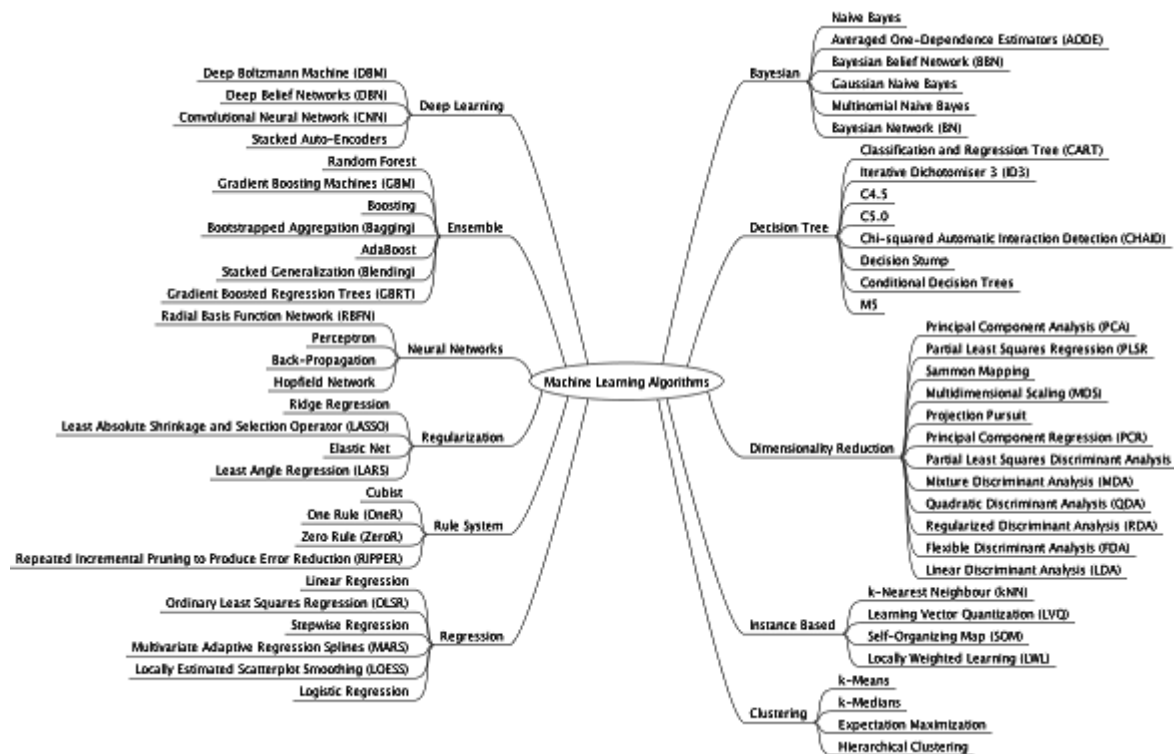 Deep Learning
Deep Boltzmann Machine (DBM)
Deep Belief Networks (DBN)
Convolutional Neural Network (CNN)
Stacked Auto-Encoders
Ensemble
Random Forest
Gradient Boosting Machines (GBM)
Boosting
Bootstrapped Aggregation (Bagging)
AdaBoost
Stacked Generalization (Blending)
Gradient Boosted Regression Trees (GBRT)
Neural Networks
Radial Basis Function Network (RBFN)
Perceptron
Back-Propagation
Hopfield Network
Regularization
Ridge Regression
Least Absolute Shrinkage and Selection Operator (LASSO)
Elastic Net
Least Angle Regression (LARS)
Rule System
Cubist
One Rule (OneR)
Zero Rule (ZeroR)
Repeated Incremental Pruning to Produce Error Reduction (RIPPER)
Regression
Linear Regression
Ordinary Least Squares Regression (OLSR)
Stepwise Regression
Multivariate Adaptive Regression Splines (MARS)
Locally Estimated Scatterplot Smoothing (LOESS)
Logistic Regression
Machine Learning Algorithms
Bayesian
Naive Bayes
Averaged One-Dependence Estimators (AODE)
Bayesian Belief Network (BBN)
Gaussian Naive Bayes
Multinomial Naive Bayes
Bayesian Network (BN)
Decision Tree
Classification and Regression Tree (CART)
Iterative Dichotomiser 3 (ID3)
C4.5
C5.0
Chi-squared Automatic Interaction Detection (CHAID)
Decision Stump
Conditional Decision Trees
M5
Dimensionality Reduction
Principal Component Analysis (PCA)
Partial Least Squares Regression (PLSR
Sammon Mapping
Multidimensional Scaling (MDS)
Projection Pursuit
Principal Component Regression (PCR)
Partial Least Squares Discriminant Analysis
Mixture Discriminant Analysis (MDA)
Quadratic Discriminant Analysis (QDA)
Regularized Discriminant Analysis (RDA)
Flexible Discriminant Analysis (FDA)
Linear Discriminant Analysis (LDA)
Instance Based
k-Nearest Neighbour (kNN)
Learning Vector Quantization (LVQ)
Self-Organizing Map (SOM)
Locally Weighted Learning (LWL)
Clustering
k-Means
k-Medians
Expectation Maximization
Hierarchical Clustering